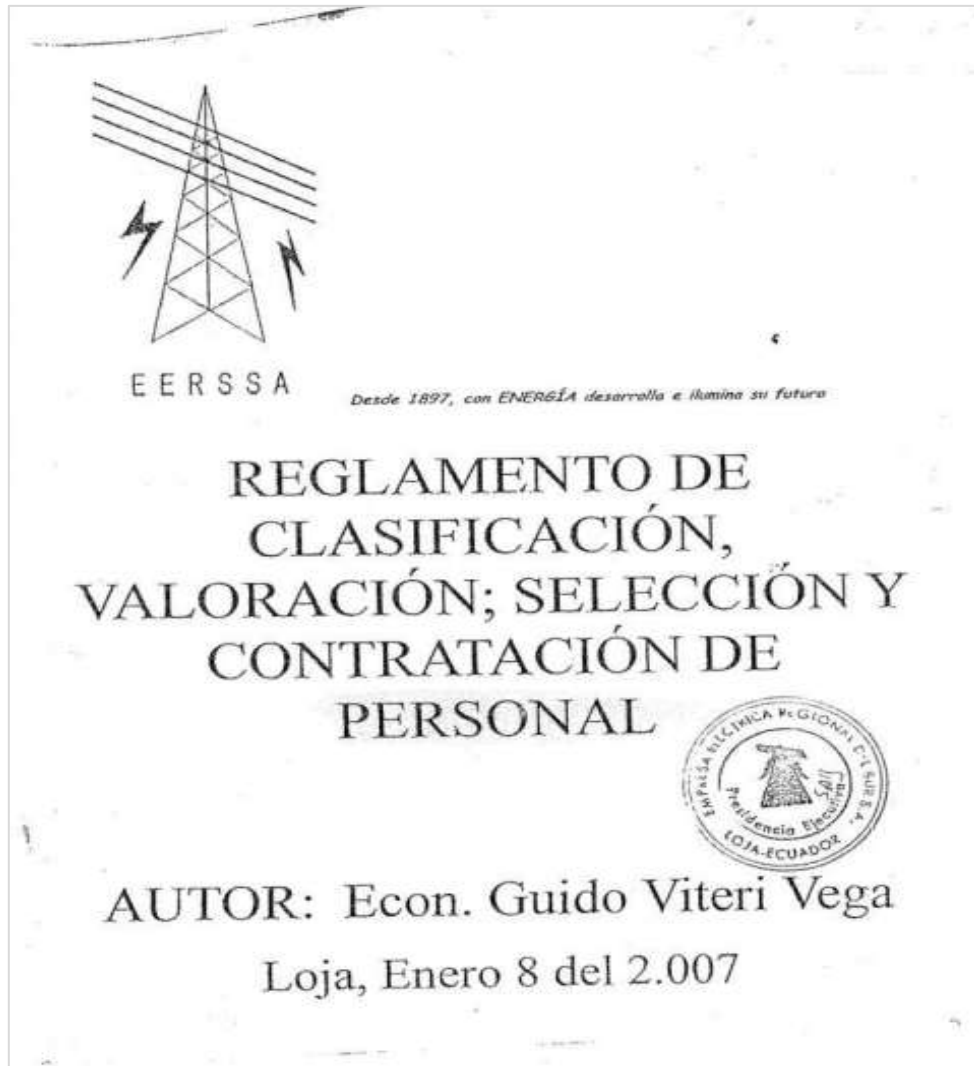 EERSSA
Desde 1897, con ENERGÍA desarrolla e ilumina su futuro
REGLAMENTO DE
CLASIFICACIÓN,
VALORACIÓN; SELECCIÓN Y
CONTRATACIÓN DE
PERSONAL
EMPRESA ELÉCTRICA REGIONAL DEL SUR S.A.
Presidencia Ejecutiva
LOJA-ECUADOR
AUTOR: Econ. Guido Viteri Vega
Loja, Enero 8 del 2.007